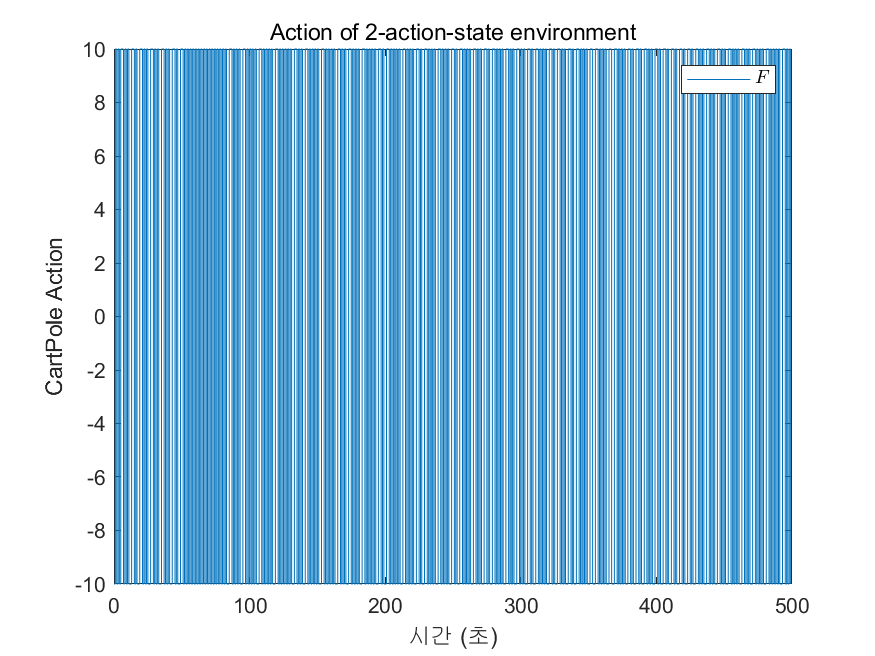 Action of 2-action-state environment
F
CartPole Action
10
8
6
4
2
0
-2
-4
-6
-8
-10
0 100 200 300 400 500
시간 (초)